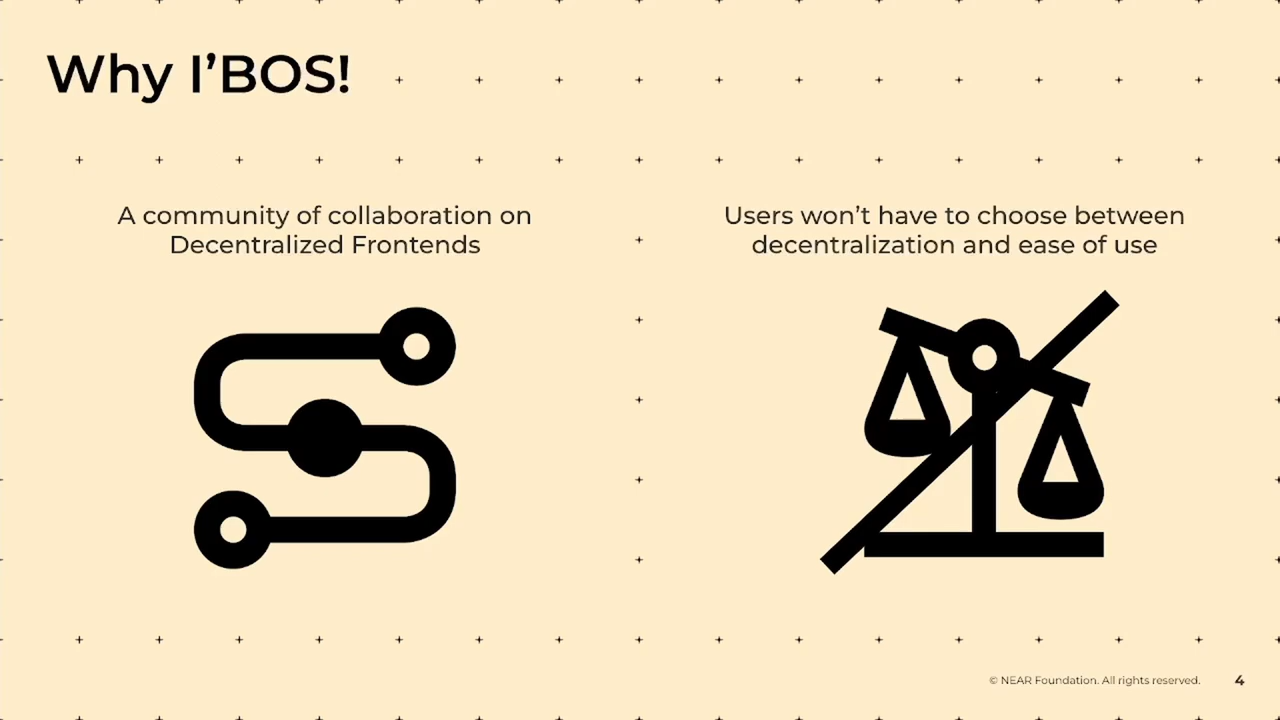 Why I’BOS!
A community of collaboration on
Decentralized Frontends
Users won’t have to choose between
decentralization and ease of use
© NEAR Foundation. All rights reserved.
4